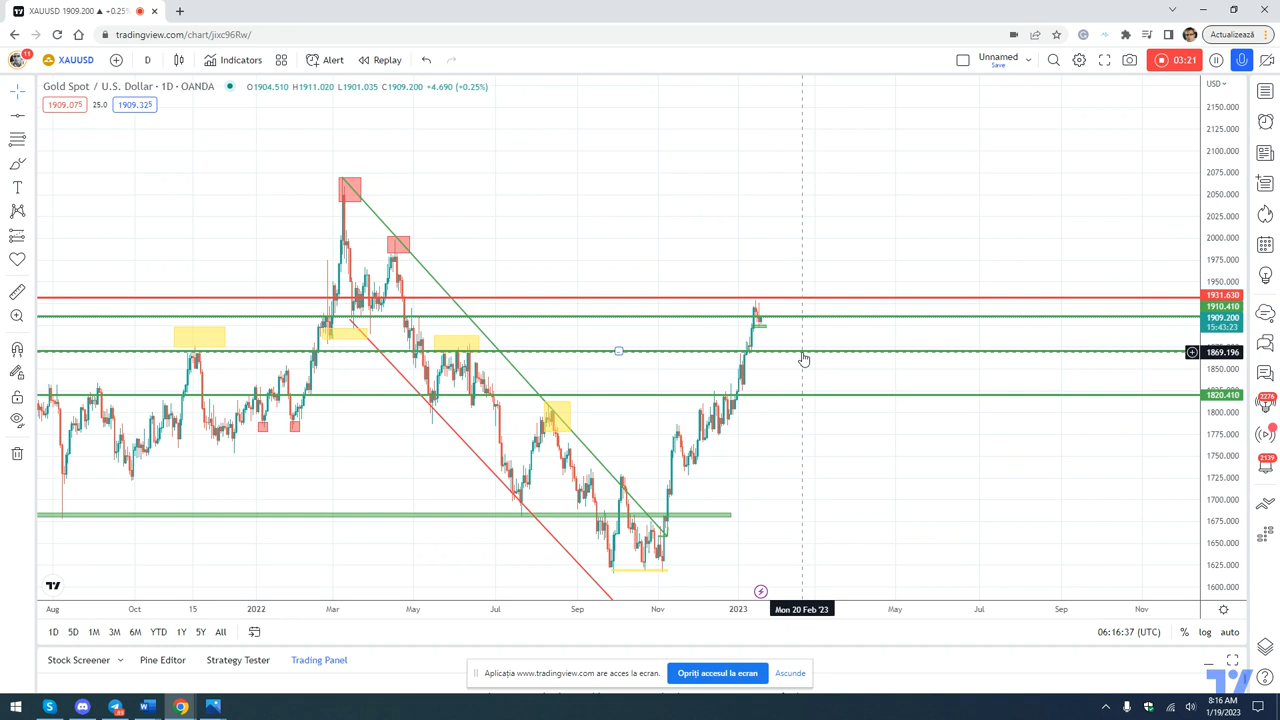 XAUUSD 1909.200 ▲ +0.25%
tradingview.com/chart/jixc96Rw/
Actualizează
11
XAUUSD
D
Indicators
Alert
Replay
Unnamed
Save
03:21
Gold Spot / U.S. Dollar · 1D · OANDA
O1904.510 H1911.020 L1901.035 C1909.200 +4.690 (+0.25%)
1909.075
25.0
1909.325
USD
2150.000
2125.000
2100.000
2075.000
2050.000
2025.000
2000.000
1975.000
1950.000
1931.630
1910.410
1909.200
15:43:23
1869.196
1850.000
1820.410
1800.000
1775.000
1750.000
1725.000
1700.000
1675.000
1650.000
1625.000
1600.000
2276
2139
Aug
Oct
15
2022
Mar
May
Jul
Sep
Nov
2023
Mon 20 Feb '23
May
Jul
Sep
Nov
1D
5D
1M
3M
6M
YTD
1Y
5Y
All
06:16:37 (UTC)
%
log
auto
Stock Screener
Pine Editor
Strategy Tester
Trading Panel
Aplicația www.tradingview.com are acces la ecran.
Opriți accesul la ecran
Ascunde
8:16 AM
1/19/2023